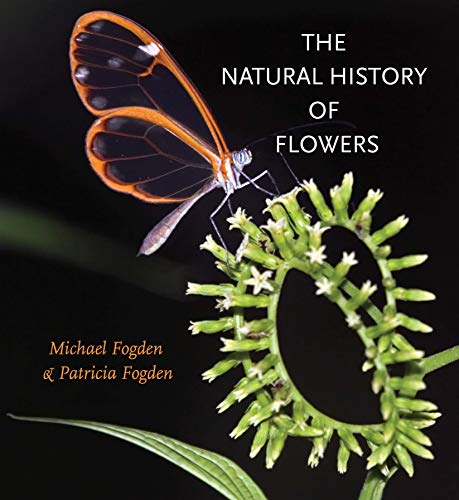 THE
NATURAL HISTORY
OF
FLOWERS
Michael Fogden
& Patricia Fogden